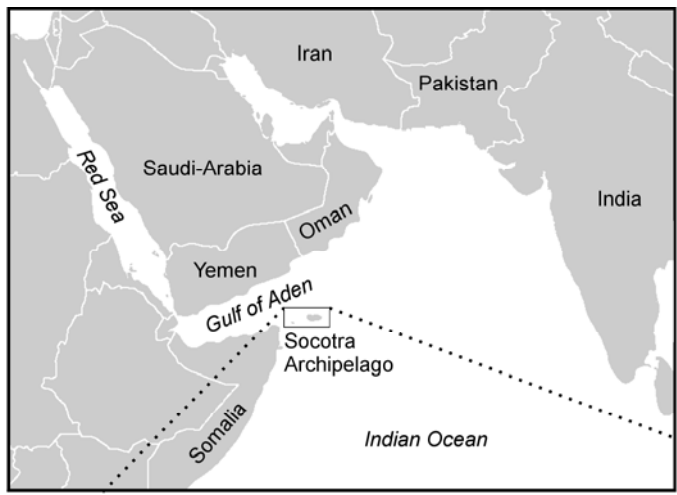 Iran
Pakistan
Red Sea
Saudi-Arabia
India
Oman
Yemen
Gulf of Aden
Socotra
Archipelago
Somalia
Indian Ocean